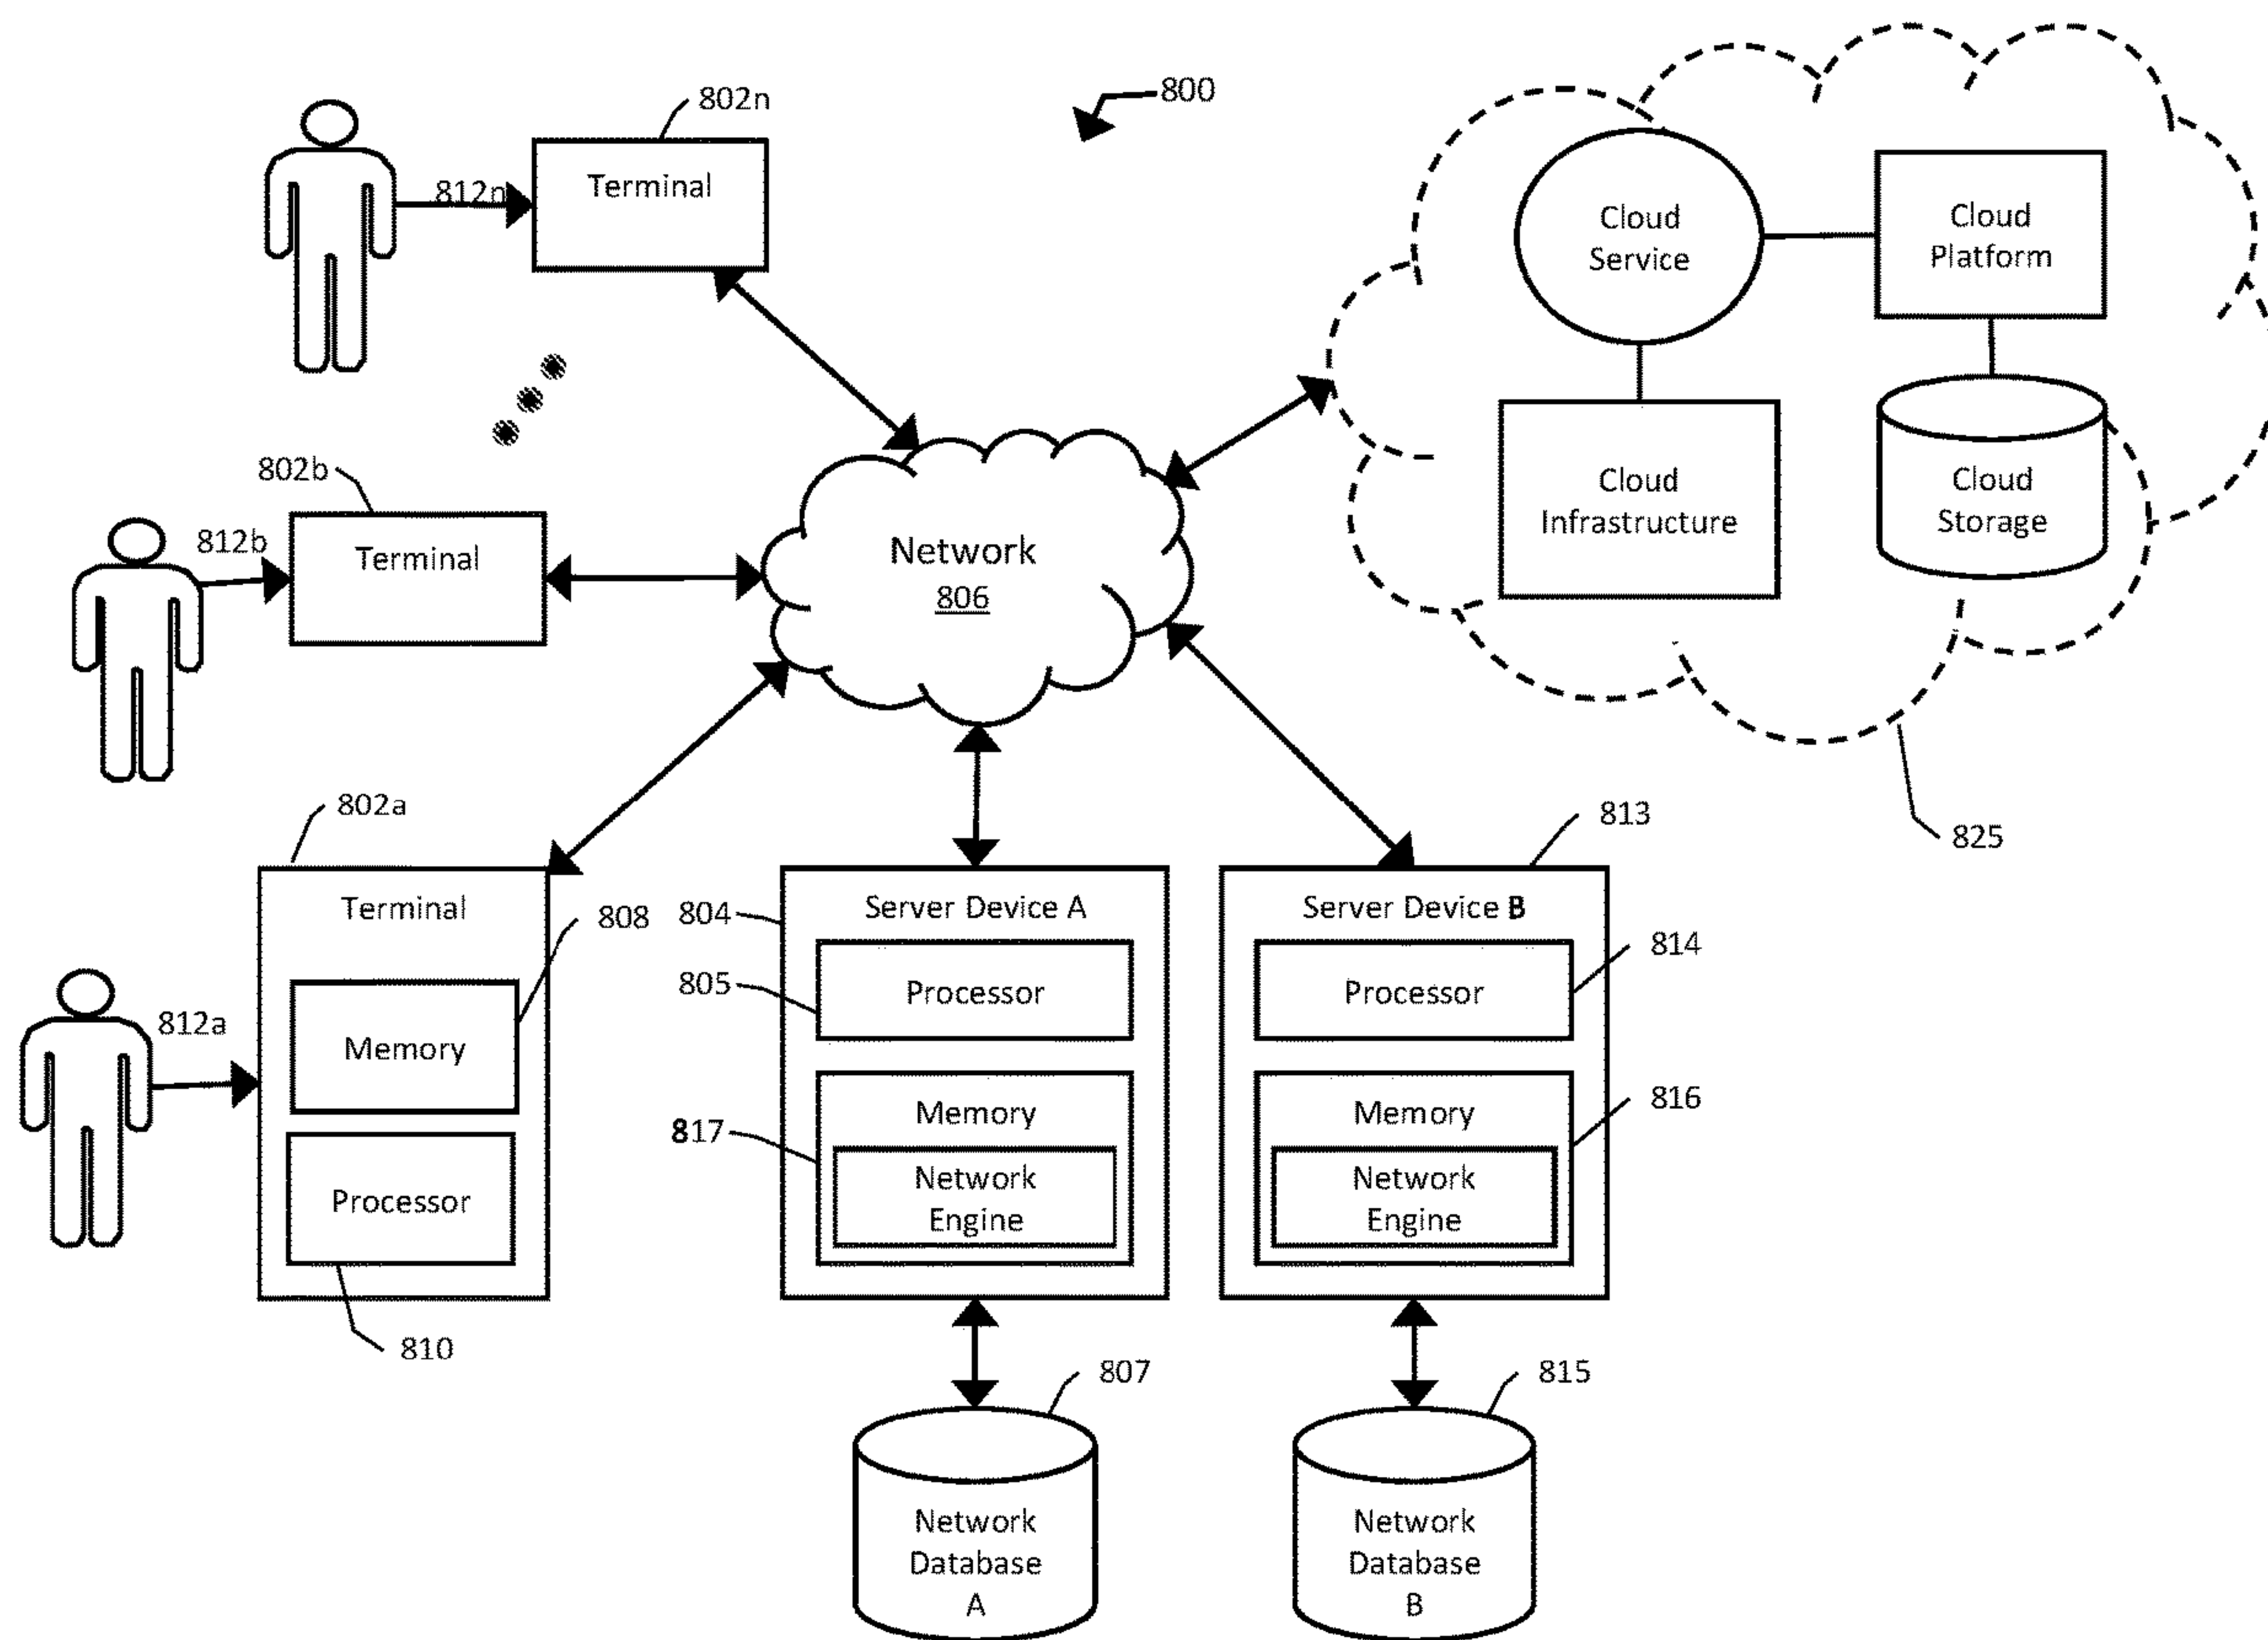 802n
800
812n
Terminal
Cloud
Service
Cloud
Platform
802b
812b
Terminal
Network
806
Cloud
Infrastructure
Cloud
Storage
802a
813
825
Terminal
808
804
Server Device A
Server Device B
814
805
Processor
Processor
812a
Memory
817
Memory
Memory
816
Processor
Network
Engine
Network
Engine
810
807
815
Network
Database
A
Network
Database
B